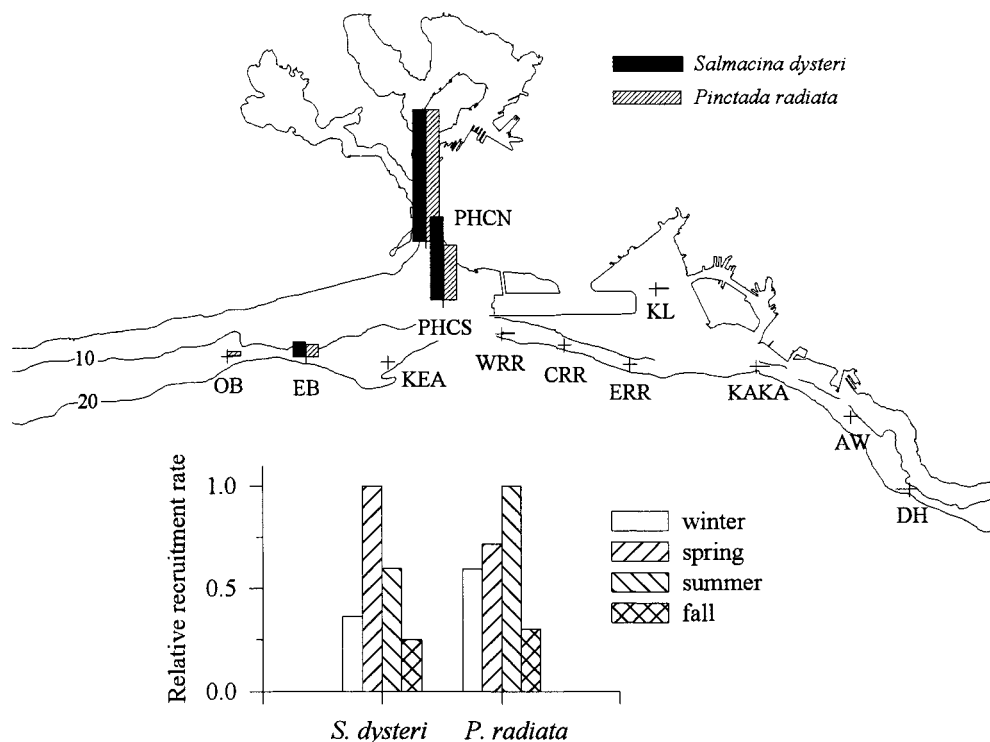 Salmacina dysteri
Pinctada radiata
PHCN
KL
PHCS
WRR
CRR
10
OB
EB
KEA
ERR
KAKA
20
AW
DH
Relative recruitment rate
1.0
0.5
0.0
winter
spring
summer
fall
S. dysteri
P. radiata